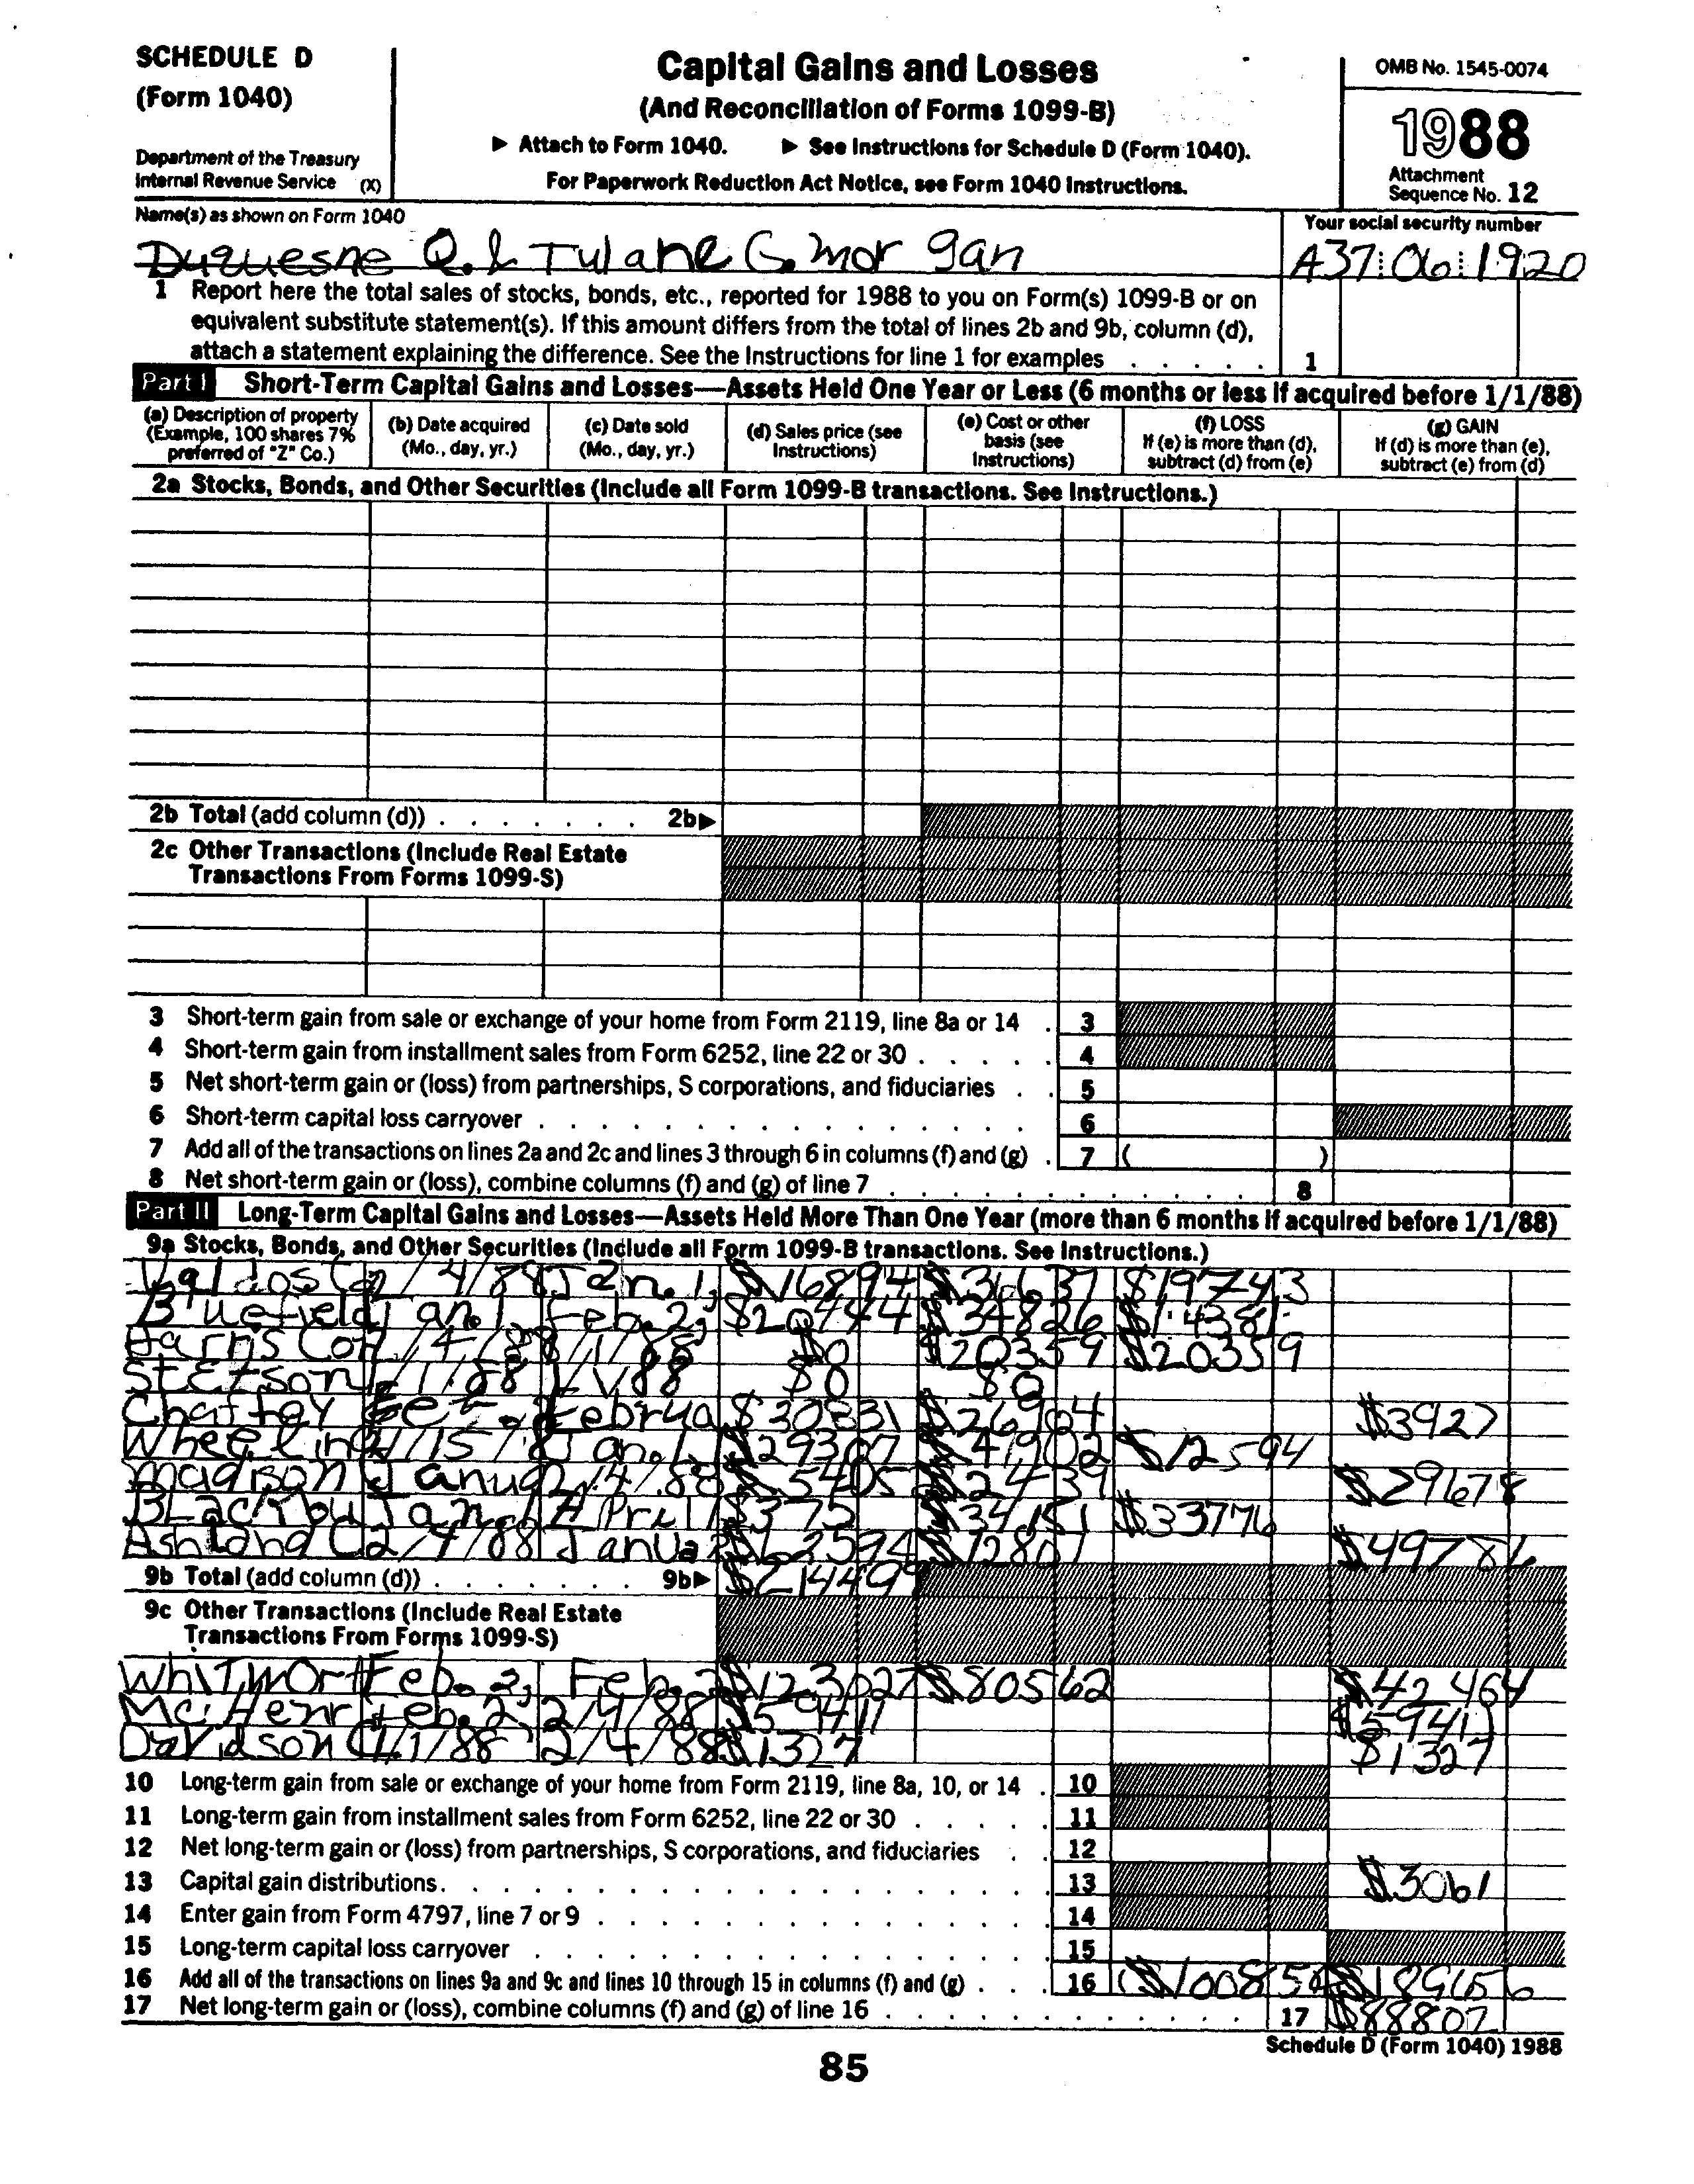 SCHEDULE D
(Form 1040)
Department of the Treasury
Internal Revenue Service (X)
Capital Gains and Losses
(And Reconciliation of Forms 1099-B)
▶ Attach to Form 1040. ▶ See Instructions for Schedule D (Form 1040).
For Paperwork Reduction Act Notice, see Form 1040 Instructions.
OMB No. 1545-0074
1988
Attachment
Sequence No. 12
Name(s) as shown on Form 1040
Your social security number
Duquesne Q. & Tulane G. mor gan A37:06:1920
1 Report here the total sales of stocks, bonds, etc., reported for 1988 to you on Form(s) 1099-B or on
equivalent substitute statement(s). If this amount differs from the total of lines 2b and 9b, column (d),
attach a statement explaining the difference. See the Instructions for line 1 for examples . . . . . 1
Part I Short-Term Capital Gains and Losses—Assets Held One Year or Less (6 months or less if acquired before 1/1/88)
(a) Description of property
(Example, 100 shares 7%
preferred of "Z" Co.)
(b) Date acquired
(Mo., day, yr.)
(c) Date sold
(Mo., day, yr.)
(d) Sales price (see
Instructions)
(e) Cost or other
basis (see
Instructions)
(f) LOSS
If (e) is more than (d),
subtract (d) from (e)
(g) GAIN
If (d) is more than (e),
subtract (e) from (d)
2a Stocks, Bonds, and Other Securities (Include all Form 1099-B transactions. See Instructions.)
2b Total (add column (d)) . . . . . . . 2b▶
2c Other Transactions (Include Real Estate
Transactions From Forms 1099-S)
3 Short-term gain from sale or exchange of your home from Form 2119, line 8a or 14 . 3
4 Short-term gain from installment sales from Form 6252, line 22 or 30 . . . . . 4
5 Net short-term gain or (loss) from partnerships, S corporations, and fiduciaries . . 5
6 Short-term capital loss carryover . . . . . . . . . . . . . . . 6
7 Add all of the transactions on lines 2a and 2c and lines 3 through 6 in columns (f) and (g) . 7 ( )
8 Net short-term gain or (loss), combine columns (f) and (g) of line 7 . . . . . . . . . . . . 8
Part II Long-Term Capital Gains and Losses—Assets Held More Than One Year (more than 6 months if acquired before 1/1/88)
9a Stocks, Bonds, and Other Securities (Include all Form 1099-B transactions. See Instructions.)
Valdosta 2/4/88 Jan. 1, $16894 $36637 $19743
Bluefield Jan. 1 Feb. 2, $20444 $34826 $14381
Harris Co $0 $20359 $20359
Stetson 1/1/88 1/1/88 $0 $0
Chaffey Februa $30831 $26904 $3927
Wheeling Jan. 1, $29307 $41902 $12594
Madison Janua 2/4/88 $29678
Blackbu Jan. 1 April $375 $34151 $33776
Ashland C 2/4/88 Janua $62594 $12801 $49782
9b Total (add column (d)) . . . . . . . 9b▶ $214499
9c Other Transactions (Include Real Estate
Transactions From Forms 1099-S)
Whitwort Feb. 2, Feb. 2 $123027 $80562 $42464
McHenr Feb. 2, 2/4/88 $59411 $59411
Davidson C 1/1/88 2/4/88 $1327 $1327
10 Long-term gain from sale or exchange of your home from Form 2119, line 8a, 10, or 14 . 10
11 Long-term gain from installment sales from Form 6252, line 22 or 30 . . . . . 11
12 Net long-term gain or (loss) from partnerships, S corporations, and fiduciaries . . 12
13 Capital gain distributions . . . . . . . . . . . . . . . . . 13 $3061
14 Enter gain from Form 4797, line 7 or 9 . . . . . . . . . . . . . 14
15 Long-term capital loss carryover . . . . . . . . . . . . . . . 15
16 Add all of the transactions on lines 9a and 9c and lines 10 through 15 in columns (f) and (g) . . . 16 ($100850 $189656
17 Net long-term gain or (loss), combine columns (f) and (g) of line 16 . . . . . . . . . . . . 17 $88807
Schedule D (Form 1040) 1988
85